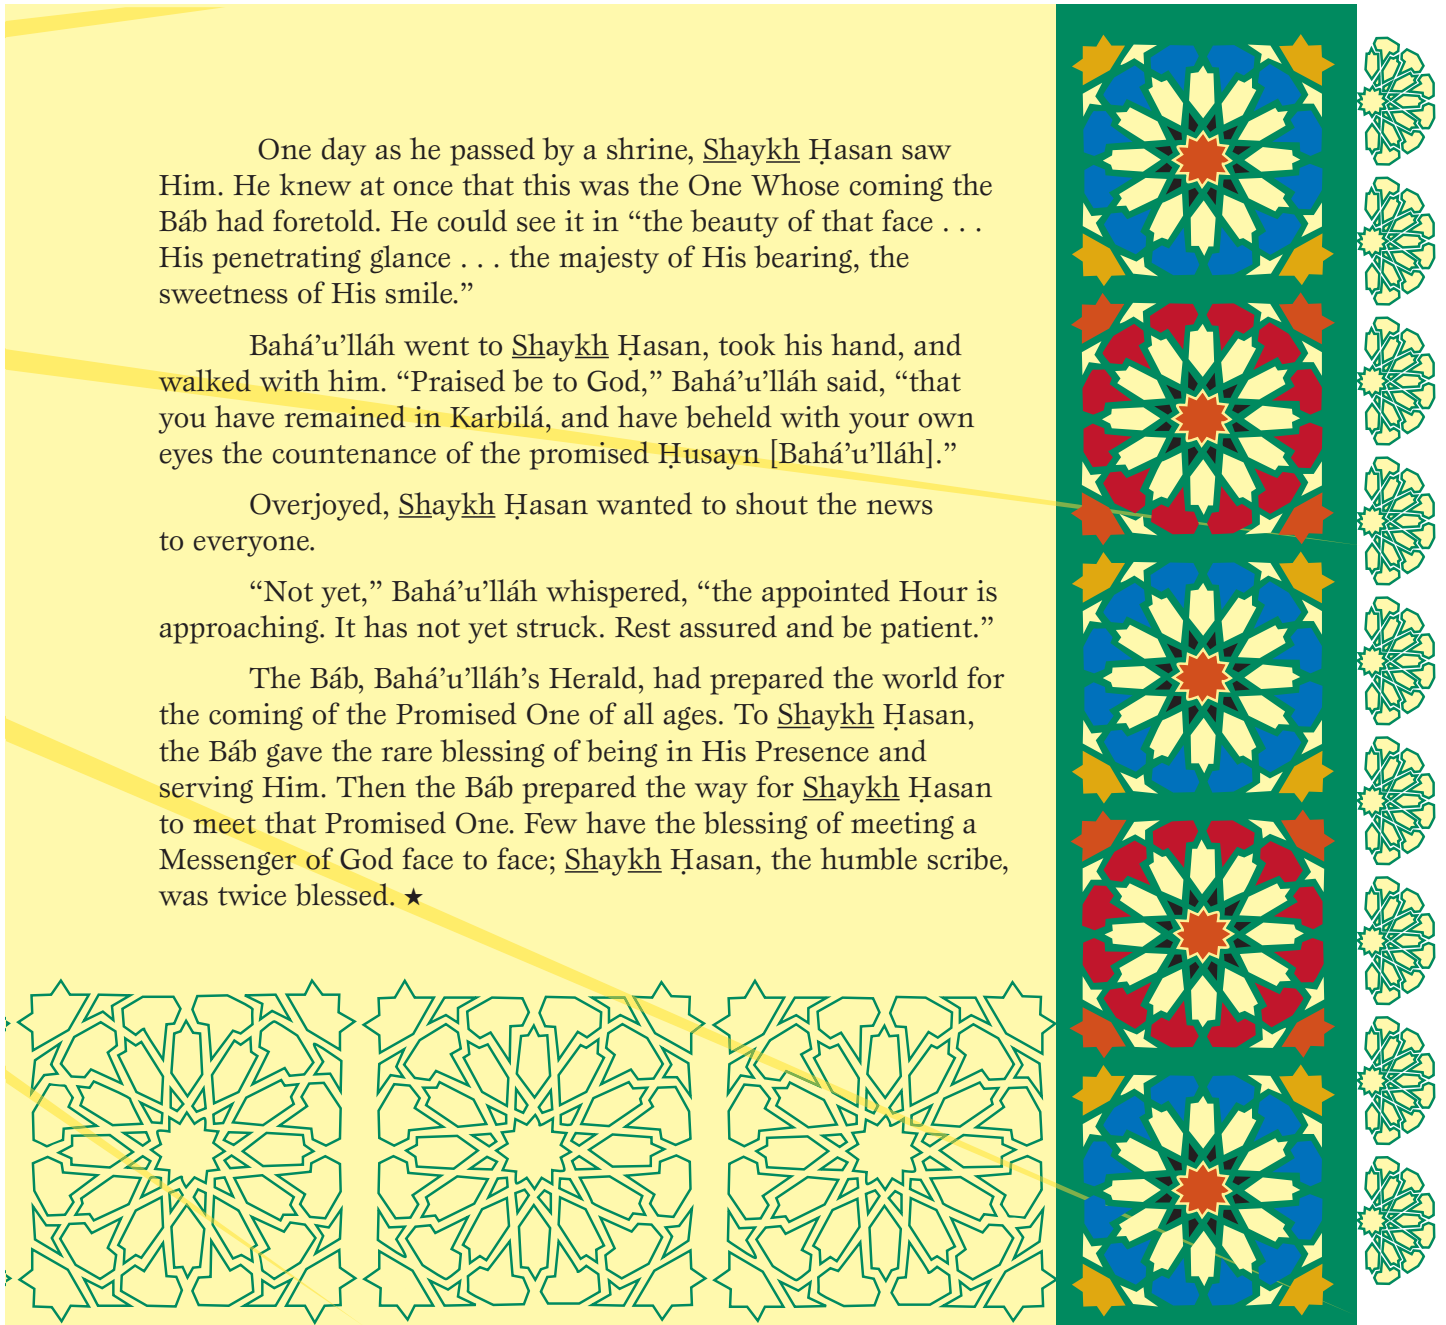 One day as he passed by a shrine, Shaykh Ḥasan saw
Him. He knew at once that this was the One Whose coming the
Báb had foretold. He could see it in “the beauty of that face . . .
His penetrating glance . . . the majesty of His bearing, the
sweetness of His smile.”
Bahá’u’lláh went to Shaykh Ḥasan, took his hand, and
walked with him. “Praised be to God,” Bahá’u’lláh said, “that
you have remained in Karbilá, and have beheld with your own
eyes the countenance of the promised Ḥusayn [Bahá’u’lláh].”
Overjoyed, Shaykh Ḥasan wanted to shout the news
to everyone.
“Not yet,” Bahá’u’lláh whispered, “the appointed Hour is
approaching. It has not yet struck. Rest assured and be patient.”
The Báb, Bahá’u’lláh’s Herald, had prepared the world for
the coming of the Promised One of all ages. To Shaykh Ḥasan,
the Báb gave the rare blessing of being in His Presence and
serving Him. Then the Báb prepared the way for Shaykh Ḥasan
to meet that Promised One. Few have the blessing of meeting a
Messenger of God face to face; Shaykh Ḥasan, the humble scribe,
was twice blessed. ★